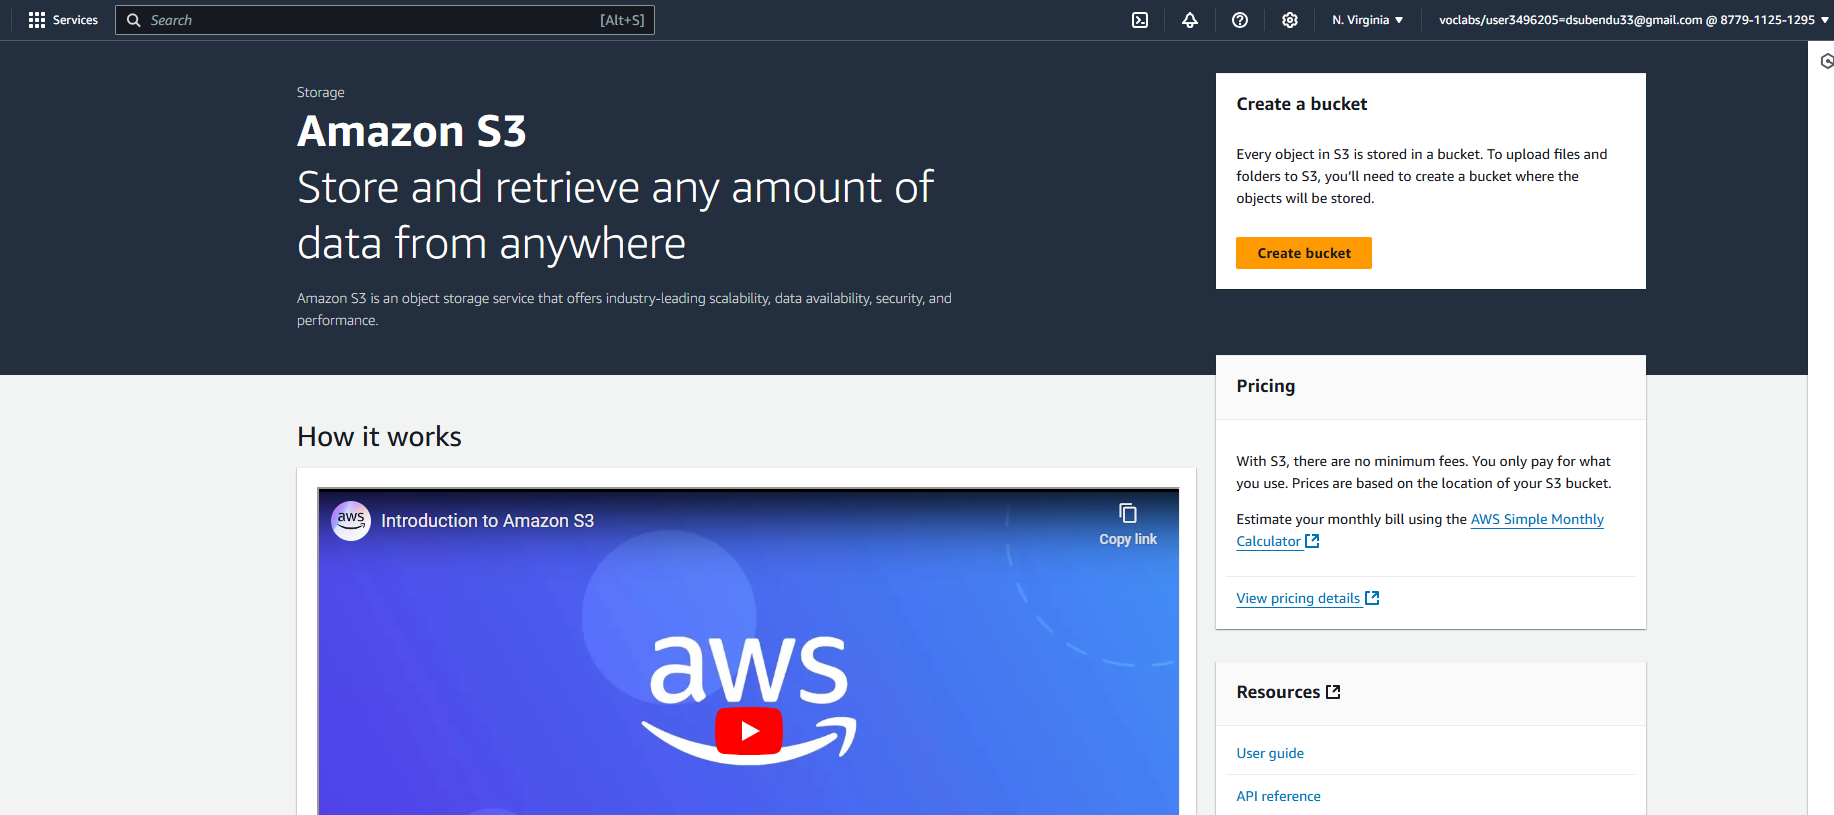 Services
Search
[Alt+S]
N. Virginia
voclabs/user3496205=dsubendu33@gmail.com @ 8779-1125-1295
Storage
Amazon S3
Store and retrieve any amount of
data from anywhere
Amazon S3 is an object storage service that offers industry-leading scalability, data availability, security, and
performance.
Create a bucket
Every object in S3 is stored in a bucket. To upload files and
folders to S3, you’ll need to create a bucket where the
objects will be stored.
Create bucket
How it works
aws
Introduction to Amazon S3
Copy link
aws
Pricing
With S3, there are no minimum fees. You only pay for what
you use. Prices are based on the location of your S3 bucket.
Estimate your monthly bill using the AWS Simple Monthly
Calculator
View pricing details
Resources
User guide
API reference